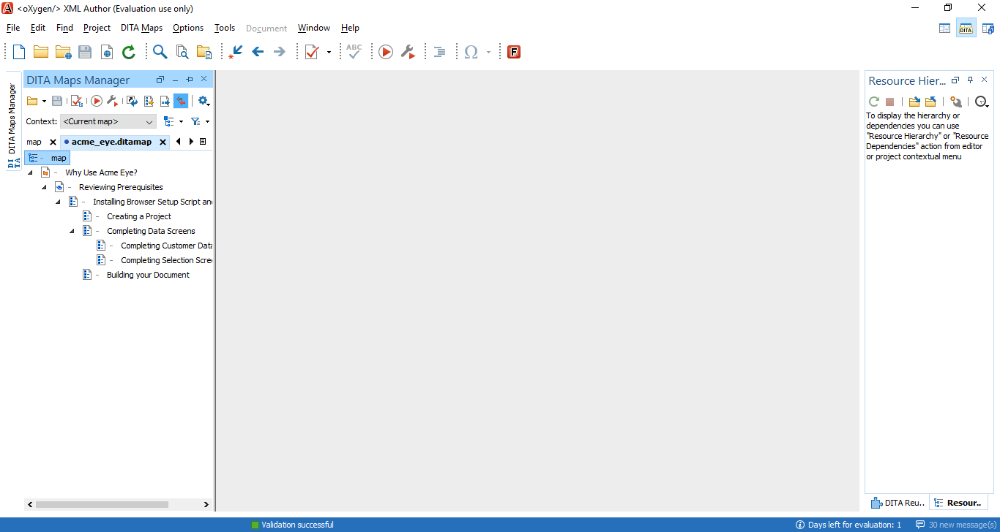 <oXygen/> XML Author (Evaluation use only)
File Edit Find Project DITA Maps Options Tools Document Window Help
DITA
ABC
F
DITA Maps Manager
DITA Maps Manager
Context: <Current map>
map acme_eye.ditamap
map
Why Use Acme Eye?
Reviewing Prerequisites
Installing Browser Setup Script and
Creating a Project
Completing Data Screens
Completing Customer Data
Completing Selection Scree
Building your Document
Resource Hier...
To display the hierarchy or
dependencies you can use
"Resource Hierarchy" or "Resource
Dependencies" action from editor
or project contextual menu
DITA Reu.. Resour..
Validation successful
Days left for evaluation: 1
30 new message(s)